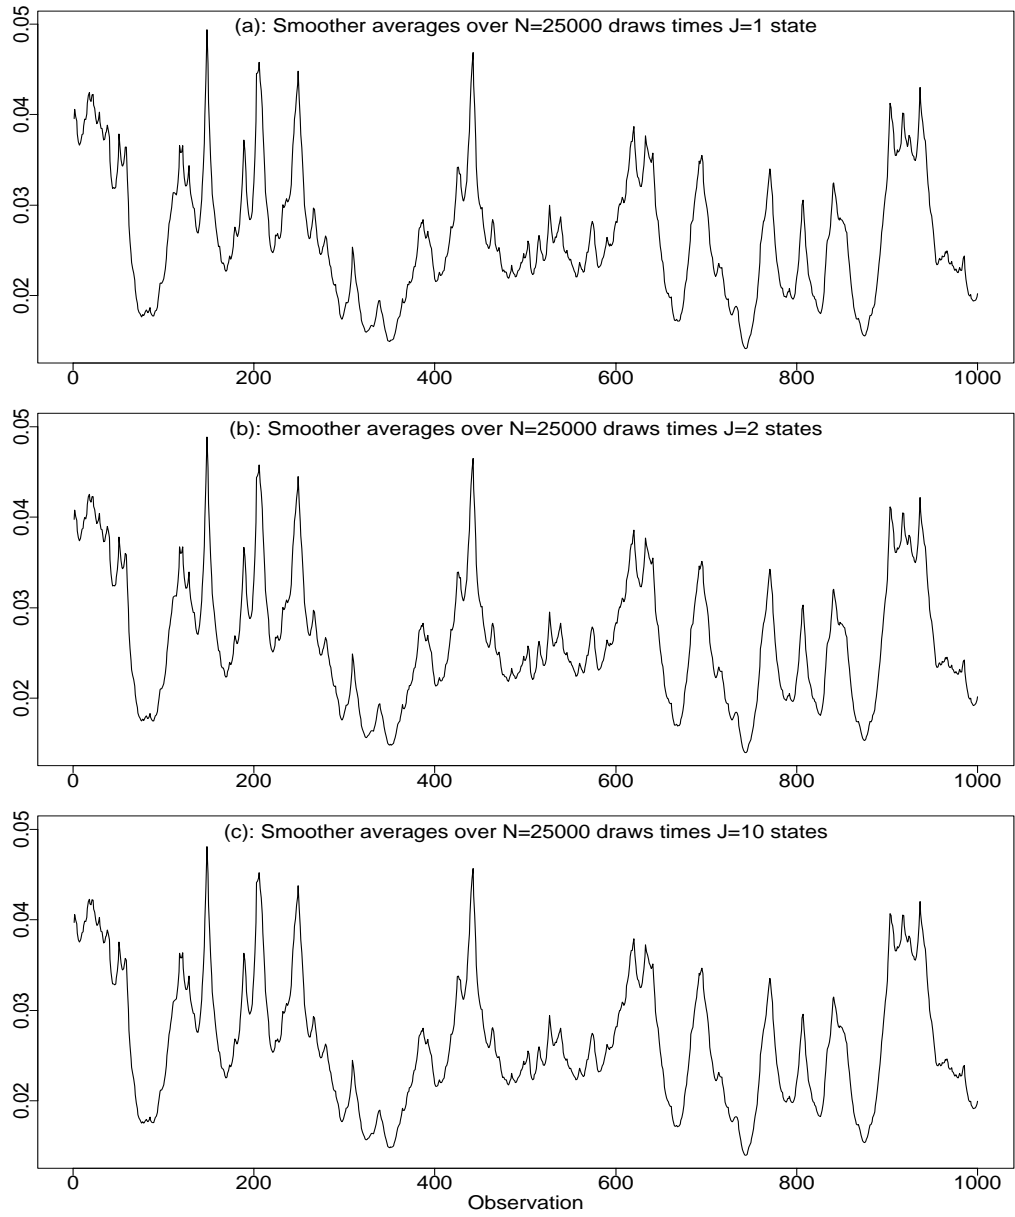 (a): Smoother averages over N=25000 draws times J=1 state
0.05
0.04
0.03
0.02
0 200 400 600 800 1000
(b): Smoother averages over N=25000 draws times J=2 states
0.05
0.04
0.03
0.02
0 200 400 600 800 1000
(c): Smoother averages over N=25000 draws times J=10 states
0.05
0.04
0.03
0.02
0 200 400 600 800 1000
Observation